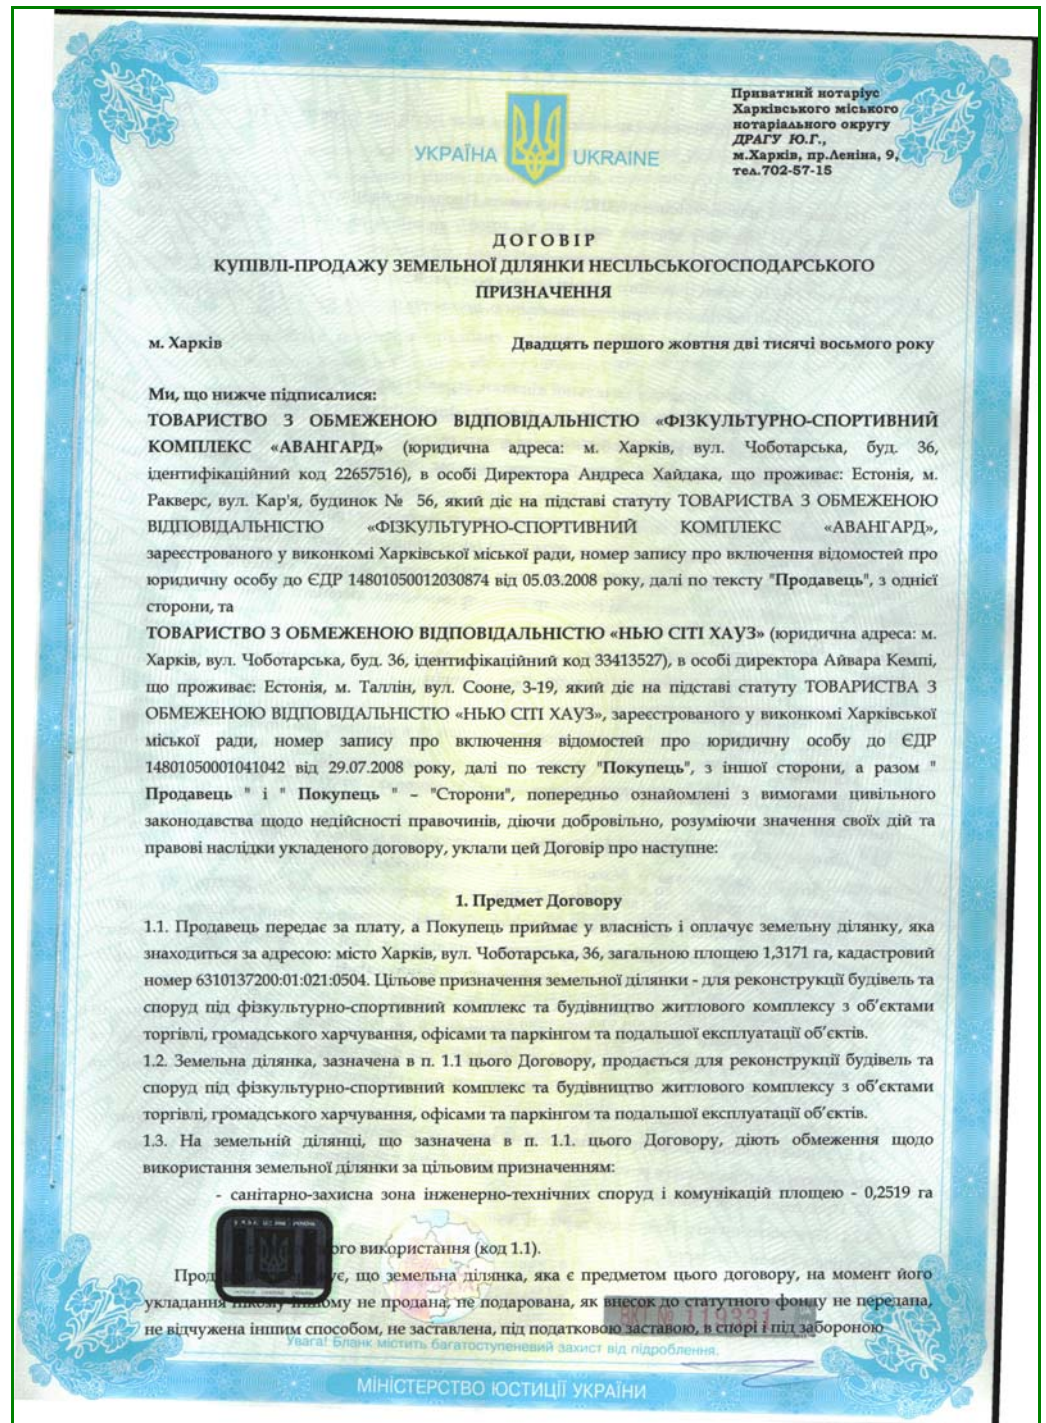 Приватний нотаріус
Харківського міського
нотаріального округу
ДРАГУ Ю.Г.,
м.Харків, пр.Леніна, 9,
тел.702-57-15
УКРАЇНА UKRAINE
ДОГОВІР
КУПІВЛІ-ПРОДАЖУ ЗЕМЕЛЬНОЇ ДІЛЯНКИ НЕСІЛЬСЬКОГОСПОДАРСЬКОГО
ПРИЗНАЧЕННЯ
м. Харків Двадцять першого жовтня дві тисячі восьмого року
Ми, що нижче підписалися:
ТОВАРИСТВО З ОБМЕЖЕНОЮ ВІДПОВІДАЛЬНІСТЮ «ФІЗКУЛЬТУРНО-СПОРТИВНИЙ
КОМПЛЕКС «АВАНГАРД» (юридична адреса: м. Харків, вул. Чоботарська, буд. 36,
ідентифікаційний код 22657516), в особі Директора Андреса Хайдака, що проживає: Естонія, м.
Ракверс, вул. Кар'я, будинок № 56, який діє на підставі статуту ТОВАРИСТВА З ОБМЕЖЕНОЮ
ВІДПОВІДАЛЬНІСТЮ «ФІЗКУЛЬТУРНО-СПОРТИВНИЙ КОМПЛЕКС «АВАНГАРД»,
зареєстрованого у виконкомі Харківської міської ради, номер запису про включення відомостей про
юридичну особу до ЄДР 14801050012030874 від 05.03.2008 року, далі по тексту "Продавець", з однієї
сторони, та
ТОВАРИСТВО З ОБМЕЖЕНОЮ ВІДПОВІДАЛЬНІСТЮ «НЬЮ СІТІ ХАУЗ» (юридична адреса: м.
Харків, вул. Чоботарська, буд. 36, ідентифікаційний код 33413527), в особі директора Айвара Кемпі,
що проживає: Естонія, м. Таллін, вул. Сооне, 3-19, який діє на підставі статуту ТОВАРИСТВА З
ОБМЕЖЕНОЮ ВІДПОВІДАЛЬНІСТЮ «НЬЮ СІТІ ХАУЗ», зареєстрованого у виконкомі Харківської
міської ради, номер запису про включення відомостей про юридичну особу до ЄДР
14801050001041042 від 29.07.2008 року, далі по тексту "Покупець", з іншої сторони, а разом "
Продавець " і " Покупець " – "Сторони", попередньо ознайомлені з вимогами цивільного
законодавства щодо недійсності правочинів, діючи добровільно, розуміючи значення своїх дій та
правові наслідки укладеного договору, уклали цей Договір про наступне:
1. Предмет Договору
1.1. Продавець передає за плату, а Покупець приймає у власність і оплачує земельну ділянку, яка
знаходиться за адресою: місто Харків, вул. Чоботарська, 36, загальною площею 1,3171 га, кадастровий
номер 6310137200:01:021:0504. Цільове призначення земельної ділянки - для реконструкції будівель та
споруд під фізкультурно-спортивний комплекс та будівництво житлового комплексу з об'єктами
торгівлі, громадського харчування, офісами та паркінгом та подальшої експлуатації об'єктів.
1.2. Земельна ділянка, зазначена в п. 1.1 цього Договору, продається для реконструкції будівель та
споруд під фізкультурно-спортивний комплекс та будівництво житлового комплексу з об'єктами
торгівлі, громадського харчування, офісами та паркінгом та подальшої експлуатації об'єктів.
1.3. На земельній ділянці, що зазначена в п. 1.1. цього Договору, діють обмеження щодо
використання земельної ділянки за цільовим призначенням:
- санітарно-захисна зона інженерно-технічних споруд і комунікацій площею - 0,2519 га
використання (код 1.1).
що земельна ділянка, яка є предметом цього договору, на момент його
укладання нікому іншому не продана, не подарована, як внесок до статутного фонду не передана,
не відчужена іншим способом, не заставлена, під податковою заставою, в спорі і під забороною
Увага! Бланк містить багатоступеневий захист від підроблення.
МІНІСТЕРСТВО ЮСТИЦІЇ УКРАЇНИ